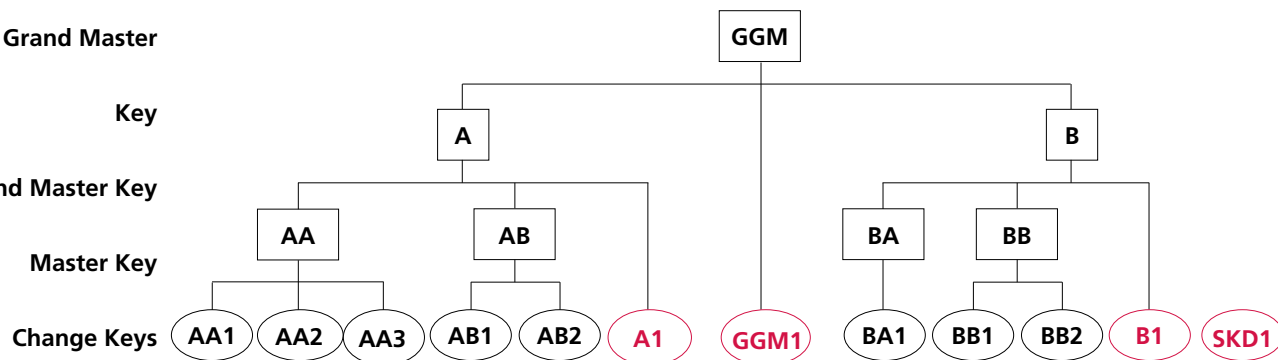 Grand Master
GGM
Key
A
B
nd Master Key
AA
AB
BA
BB
Master Key
Change Keys
AA1
AA2
AA3
AB1
AB2
A1
GGM1
BA1
BB1
BB2
B1
SKD1